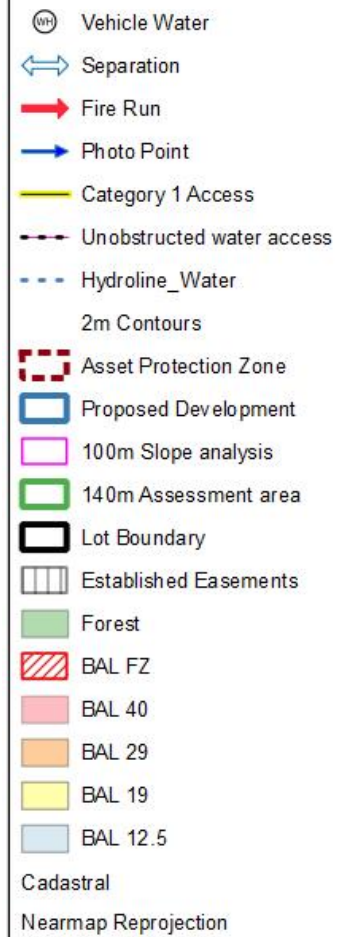 WH Vehicle Water
Separation
Fire Run
Photo Point
Category 1 Access
Unobstructed water access
Hydroline_Water
2m Contours
Asset Protection Zone
Proposed Development
100m Slope analysis
140m Assessment area
Lot Boundary
Established Easements
Forest
BAL FZ
BAL 40
BAL 29
BAL 19
BAL 12.5
Cadastral
Nearmap Reprojection